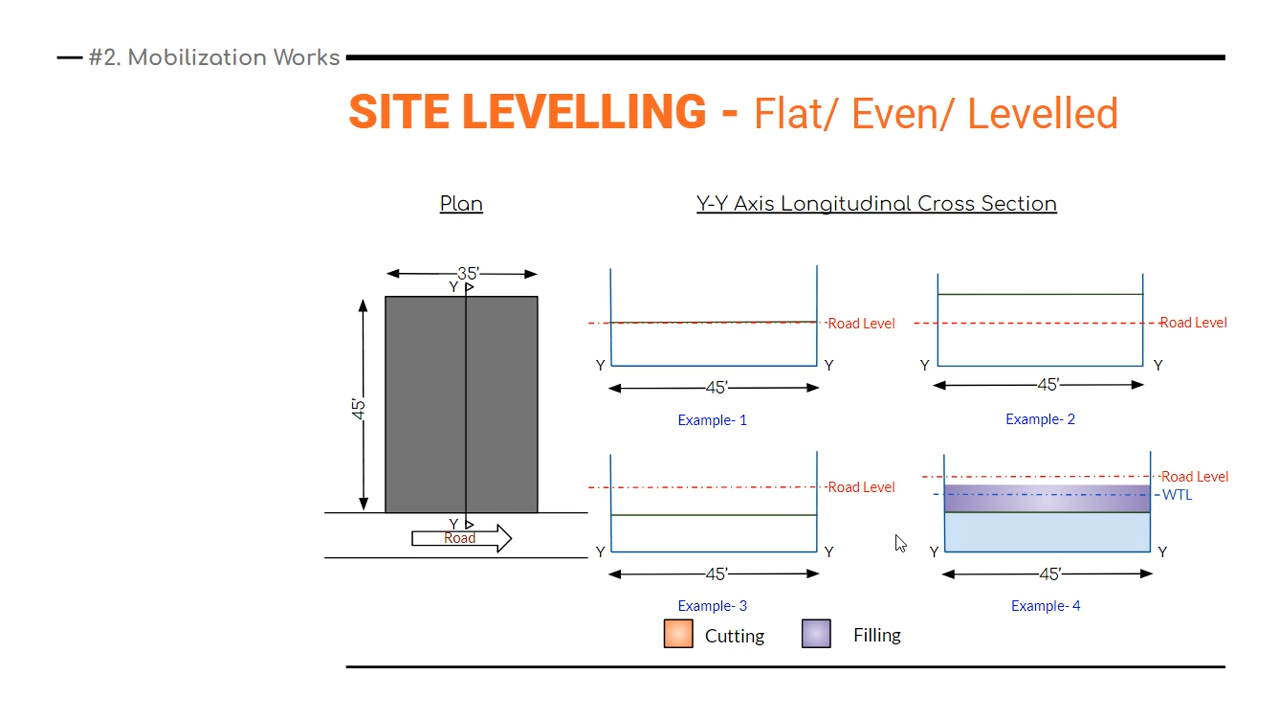 #2. Mobilization Works
SITE LEVELLING - Flat/ Even/ Levelled
Plan
Y-Y Axis Longitudinal Cross Section
35'
Y
45'
Y
Road
Road Level
Y
Y
45'
Example- 1
Road Level
Y
Y
45'
Example- 2
Road Level
Y
Y
45'
Example- 3
Road Level
WTL
Y
Y
45'
Example- 4
Cutting
Filling